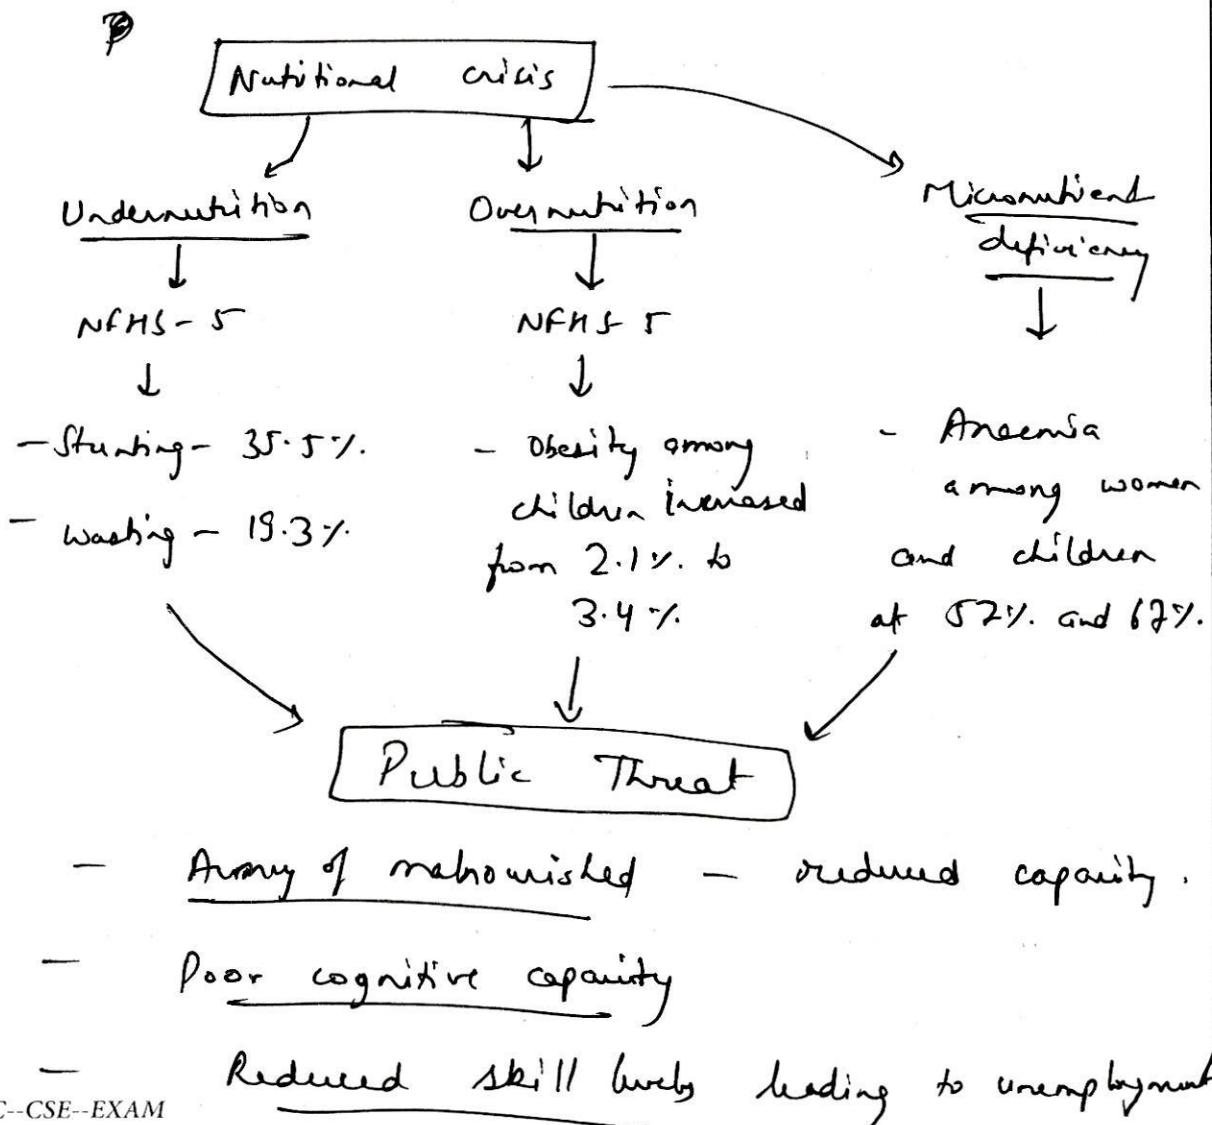 Nutritional crisis
Undernutrition
Overnutrition
Micronutrient
deficiency
NFHS-5
NFHS-5
- Stunting - 35.5%.
- Wasting - 19.3%
- Obesity among
children increased
from 2.1%. to
3.4%
- Anaemia
among women
and children
at 57%. and 67%.
Public Threat
- Army of malnourished - reduced capacity.
- Poor cognitive capacity
- Reduced skill levels leading to unemployment
C--CSE--EXAM